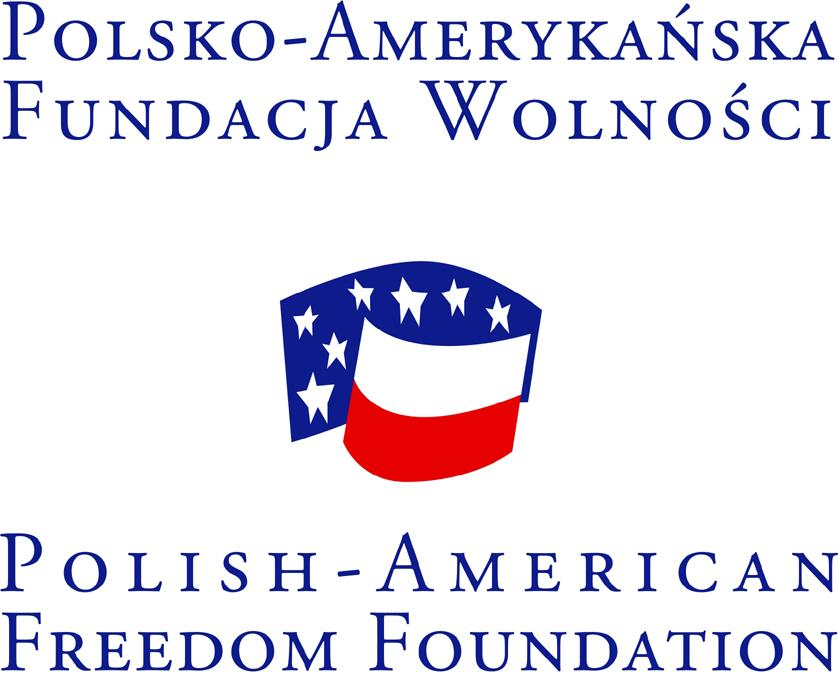 Polsko-Amerykańska
Fundacja Wolności
Polish-American
Freedom Foundation